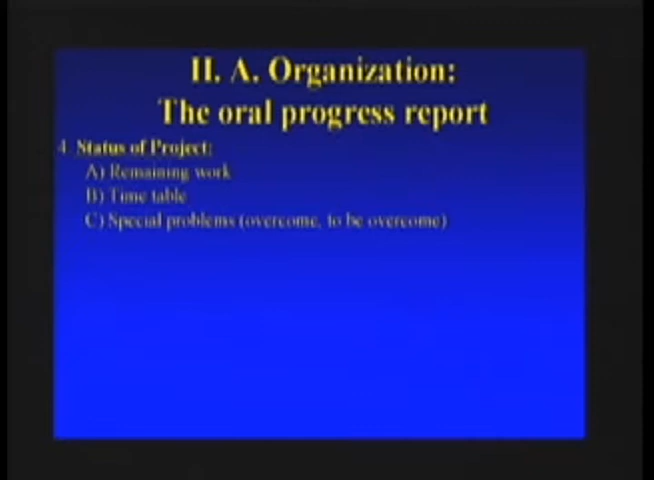 II. A. Organization:
The oral progress report
4 Status of Project:
A) Remaining work
B) Time table
C) Special problems (overcome, to be overcome)